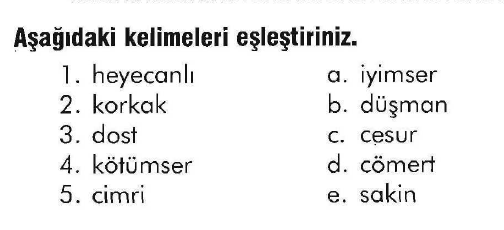 Aşağıdaki kelimeleri eşleştiriniz.
1. heyecanlı a. iyimser
2. korkak b. düşman
3. dost c. cesur
4. kötümser d. cömert
5. cimri e. sakin